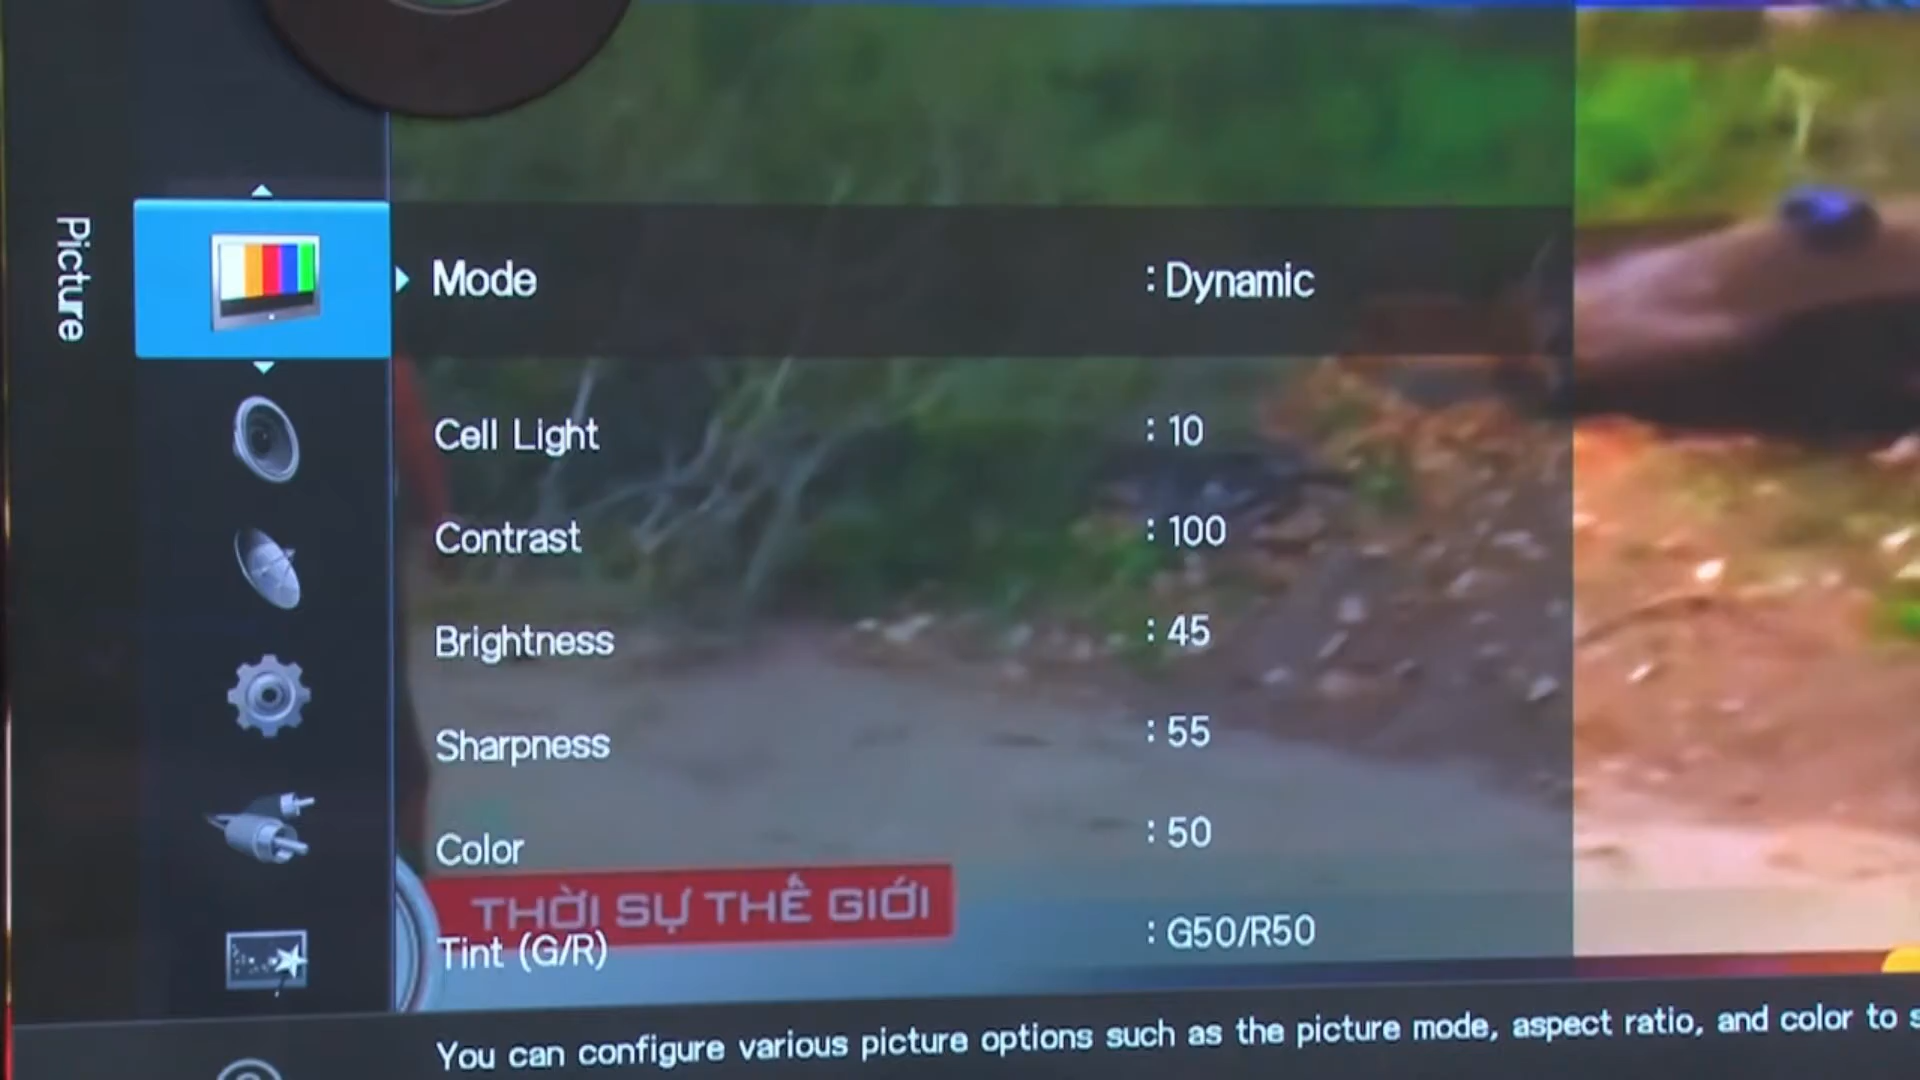 Picture
Mode : Dynamic
Cell Light : 10
Contrast : 100
Brightness : 45
Sharpness : 55
Color : 50
THỜI SỰ THẾ GIỚI
Tint (G/R) : G50/R50
You can configure various picture options such as the picture mode, aspect ratio, and color to